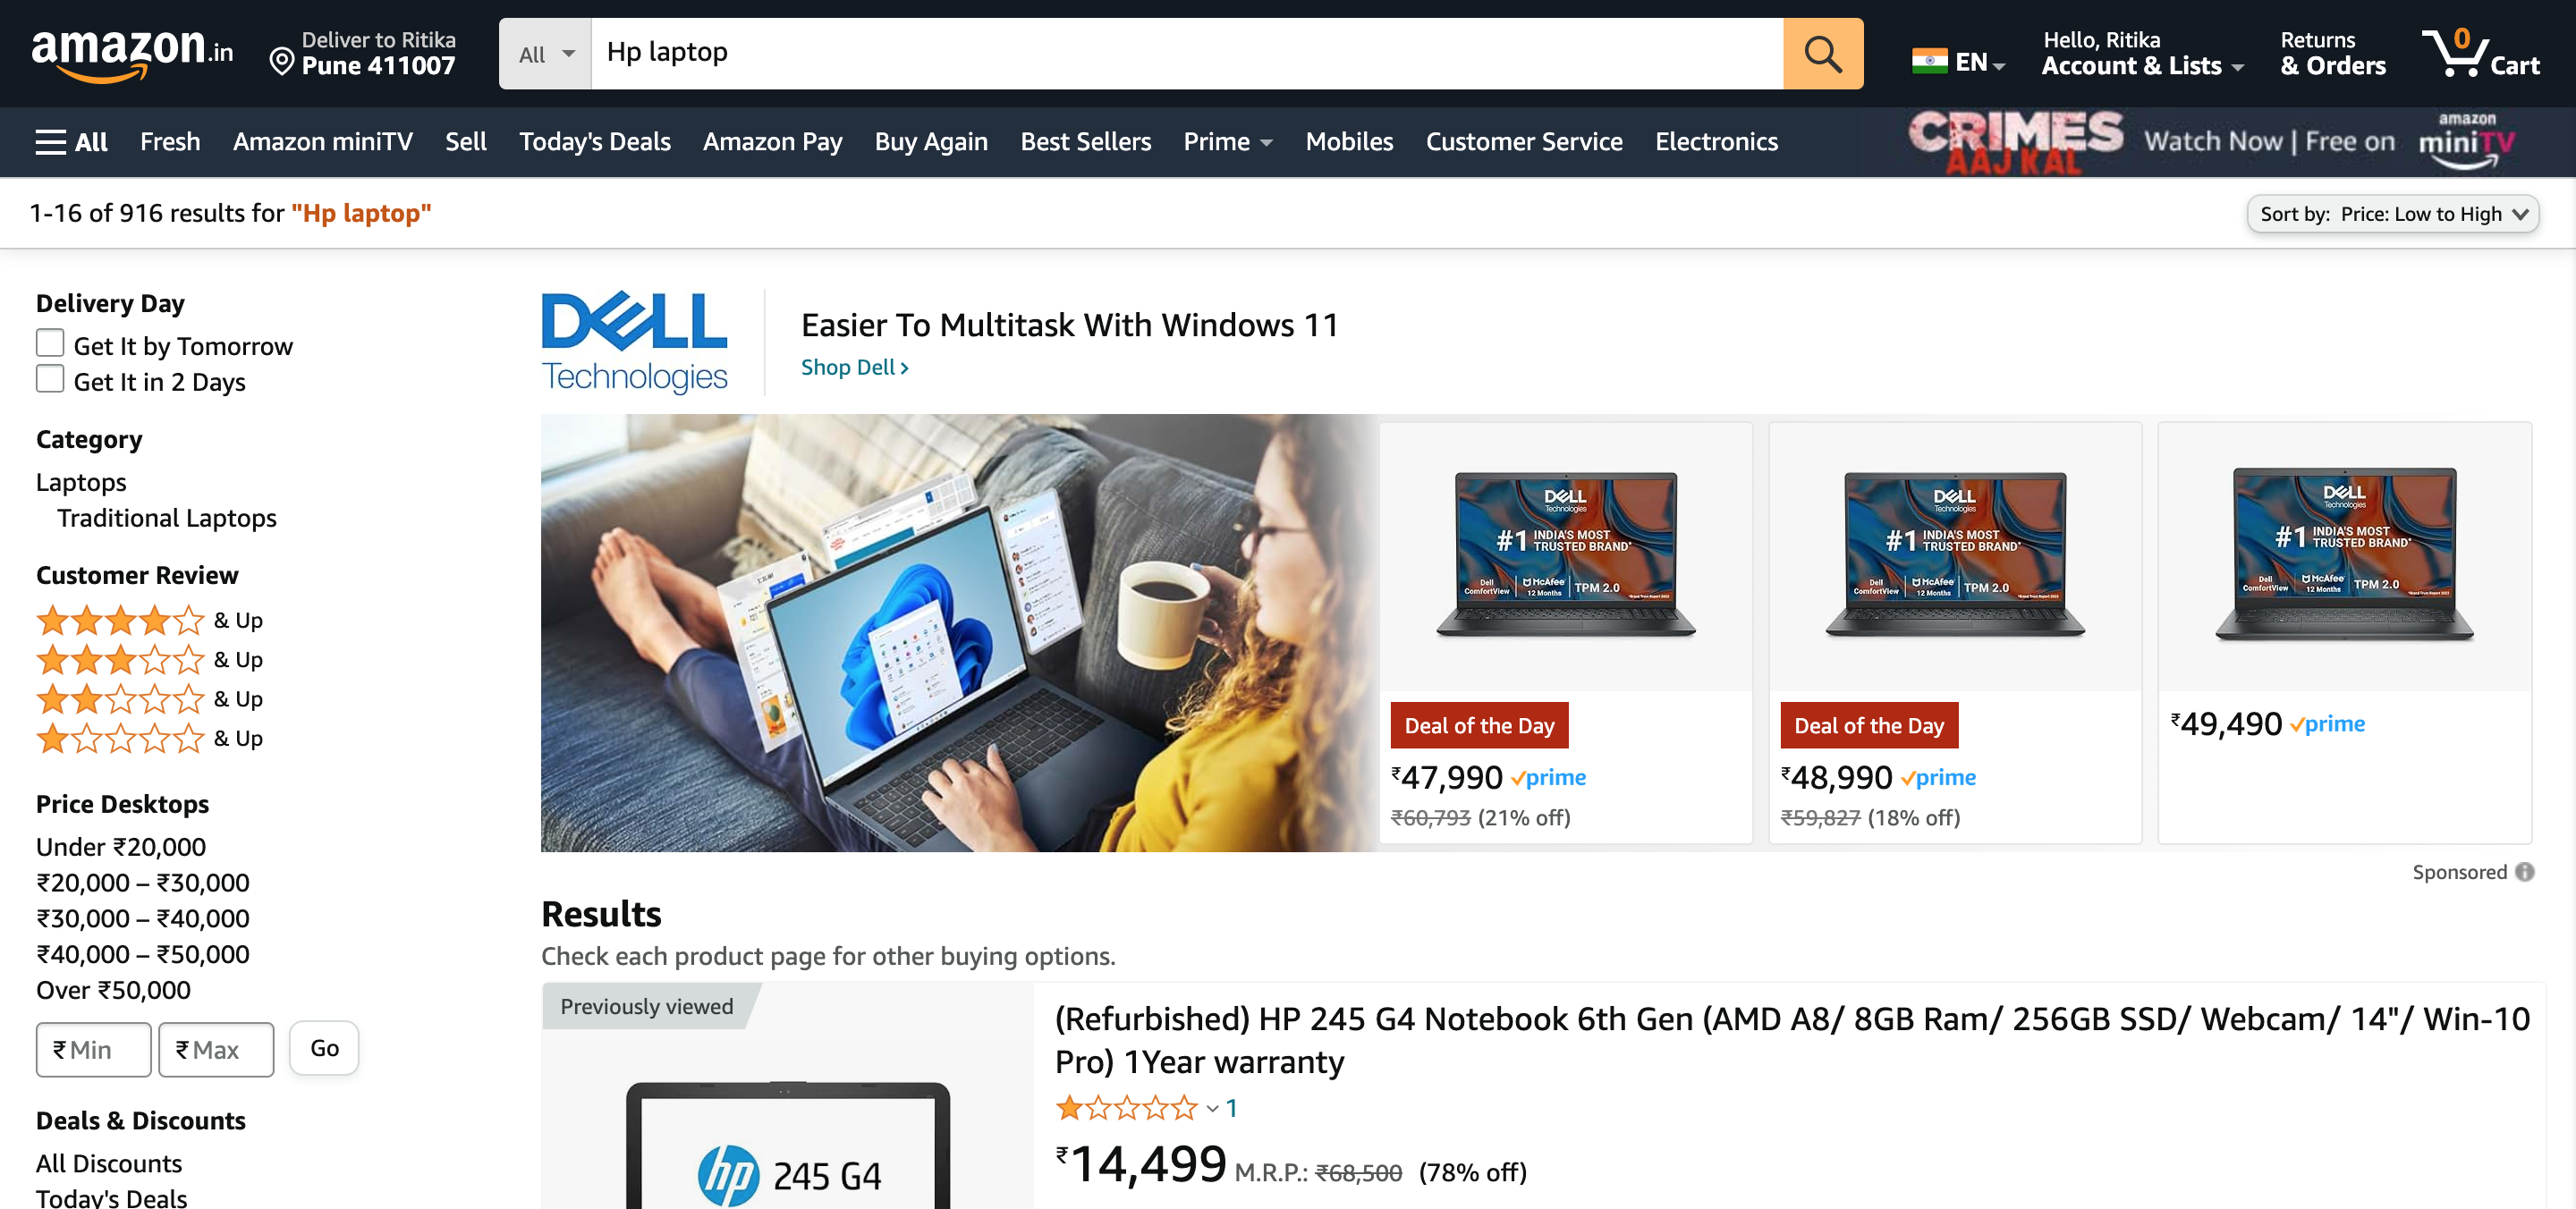 amazon.in
Deliver to Ritika
Pune 411007
All
Hp laptop
EN
Hello, Ritika
Account & Lists
Returns
& Orders
0
Cart
All
Fresh
Amazon miniTV
Sell
Today's Deals
Amazon Pay
Buy Again
Best Sellers
Prime
Mobiles
Customer Service
Electronics
CRIMES
AAJ KAL
Watch Now | Free on
amazon
miniTV
1-16 of 916 results for "Hp laptop"
Sort by: Price: Low to High
Delivery Day
Get It by Tomorrow
Get It in 2 Days
Category
Laptops
Traditional Laptops
Customer Review
& Up
& Up
& Up
& Up
Price Desktops
Under ₹20,000
₹20,000 – ₹30,000
₹30,000 – ₹40,000
₹40,000 – ₹50,000
Over ₹50,000
₹ Min
₹ Max
Go
Deals & Discounts
All Discounts
Today's Deals
DELL
Technologies
Easier To Multitask With Windows 11
Shop Dell ›
DELL
Technologies
#1 INDIA'S MOST
TRUSTED BRAND*
Dell
ComfortView
McAfee
12 Months
TPM 2.0
Deal of the Day
₹47,990 prime
₹60,793 (21% off)
DELL
Technologies
#1 INDIA'S MOST
TRUSTED BRAND*
Dell
ComfortView
McAfee
12 Months
TPM 2.0
Deal of the Day
₹48,990 prime
₹59,827 (18% off)
DELL
Technologies
#1 INDIA'S MOST
TRUSTED BRAND*
Dell
ComfortView
McAfee
12 Months
TPM 2.0
₹49,490 prime
Sponsored
Results
Check each product page for other buying options.
Previously viewed
hp 245 G4
(Refurbished) HP 245 G4 Notebook 6th Gen (AMD A8/ 8GB Ram/ 256GB SSD/ Webcam/ 14"/ Win-10
Pro) 1Year warranty
1
₹14,499 M.R.P.: ₹68,500 (78% off)